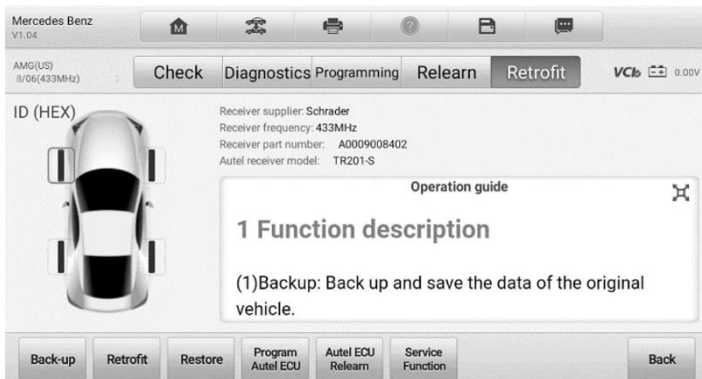 Mercedes Benz
V1.04
M
AMG(US)
8/06(433MHz)
Check
Diagnostics
Programming
Relearn
Retrofit
VCI
0.00V
ID (HEX)
Receiver supplier: Schrader
Receiver frequency: 433MHz
Receiver part number: A0009008402
Autel receiver model: TR201-S
Operation guide
1 Function description
(1)Backup: Back up and save the data of the original
vehicle.
Back-up
Retrofit
Restore
Program
Autel ECU
Autel ECU
Relearn
Service
Function
Back